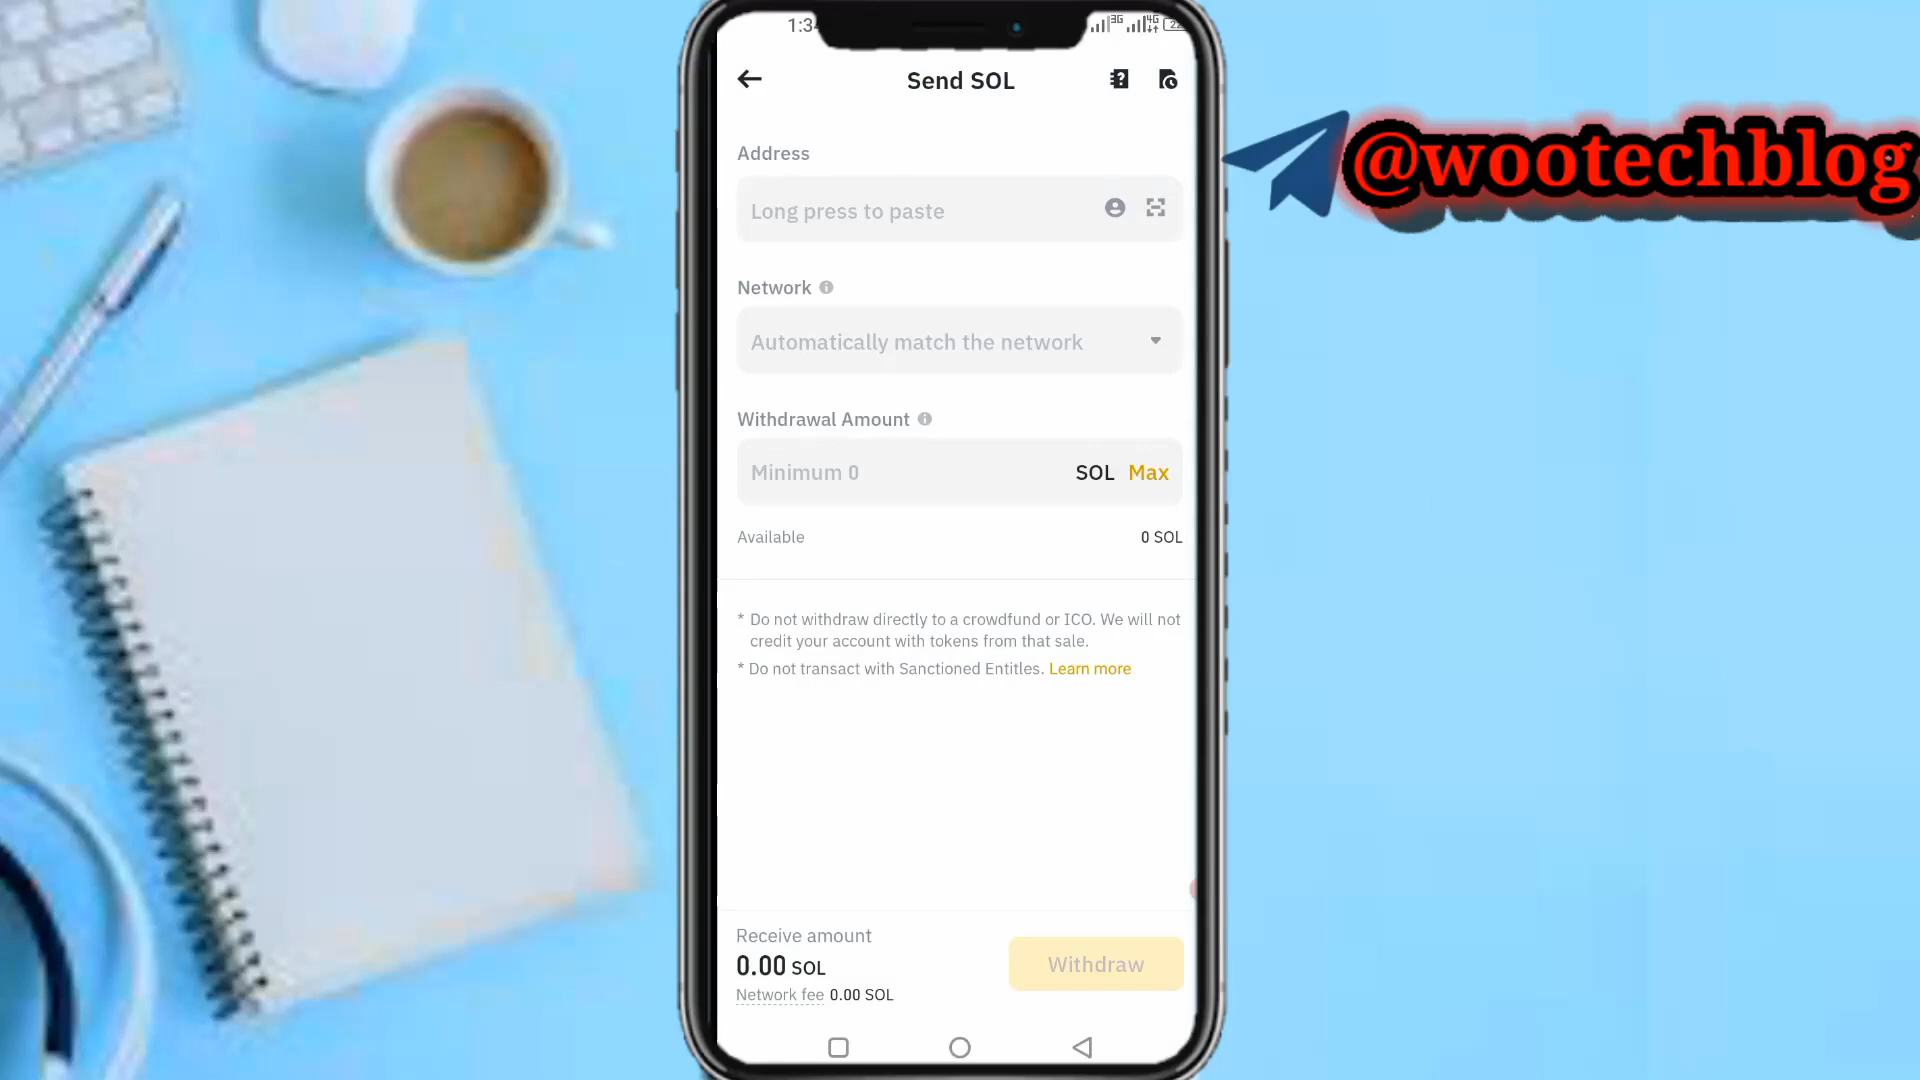 3G 4G
Send SOL
@wootechblog
Address
Long press to paste
Network
Automatically match the network
Withdrawal Amount
Minimum 0 SOL Max
Available 0 SOL
* Do not withdraw directly to a crowdfund or ICO. We will not
credit your account with tokens from that sale.
* Do not transact with Sanctioned Entitles. Learn more
Receive amount
0.00 SOL
Withdraw
Network fee 0.00 SOL